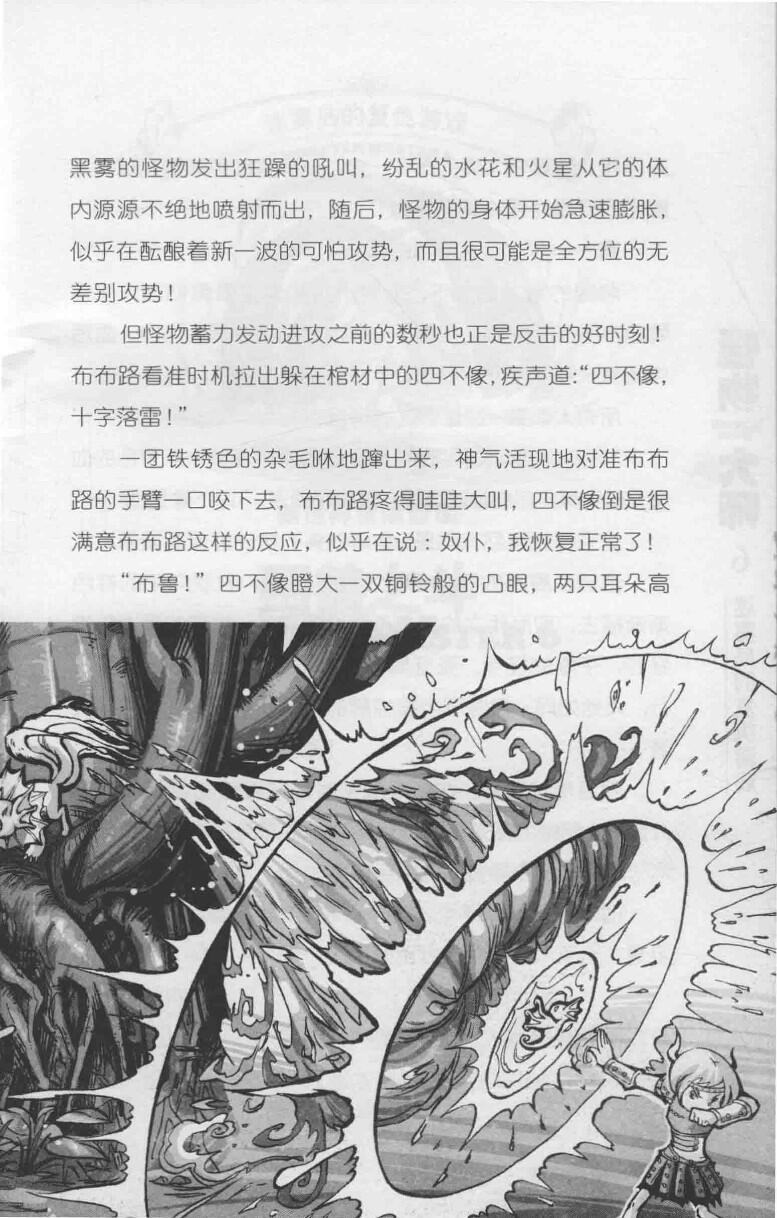 黑雾的怪物发出狂躁的吼叫，纷乱的水花和火星从它的体
内源源不绝地喷射而出，随后，怪物的身体开始急速膨胀，
似乎在酝酿着新一波的可怕攻势，而且很可能是全方位的无
差别攻势！
但怪物蓄力发动进攻之前的数秒也正是反击的好时刻！
布布路看准时机拉出躲在棺材中的四不像，疾声道：“四不像，
十字落雷！”
一团铁锈色的杂毛咻地蹿出来，神气活现地对准布布
路的手臂一口咬下去，布布路疼得哇哇大叫，四不像倒是很
满意布布路这样的反应，似乎在说：奴仆，我恢复正常了！
“布鲁！”四不像瞪大一双铜铃般的凸眼，两只耳朵高